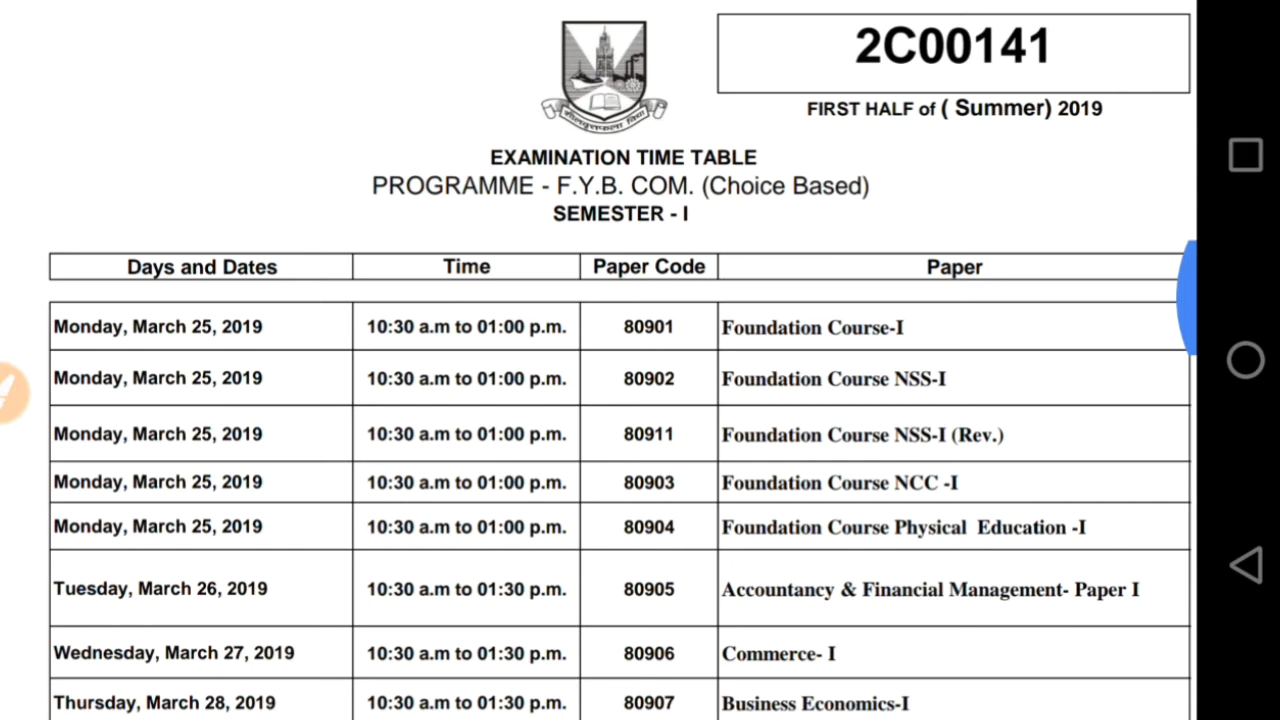 2C00141
FIRST HALF of ( Summer) 2019
EXAMINATION TIME TABLE
PROGRAMME - F.Y.B. COM. (Choice Based)
SEMESTER - I
Days and Dates Time Paper Code Paper
Monday, March 25, 2019 10:30 a.m to 01:00 p.m. 80901 Foundation Course-I
Monday, March 25, 2019 10:30 a.m to 01:00 p.m. 80902 Foundation Course NSS-I
Monday, March 25, 2019 10:30 a.m to 01:00 p.m. 80911 Foundation Course NSS-I (Rev.)
Monday, March 25, 2019 10:30 a.m to 01:00 p.m. 80903 Foundation Course NCC -I
Monday, March 25, 2019 10:30 a.m to 01:00 p.m. 80904 Foundation Course Physical Education -I
Tuesday, March 26, 2019 10:30 a.m to 01:30 p.m. 80905 Accountancy & Financial Management- Paper I
Wednesday, March 27, 2019 10:30 a.m to 01:30 p.m. 80906 Commerce- I
Thursday, March 28, 2019 10:30 a.m to 01:30 p.m. 80907 Business Economics-I